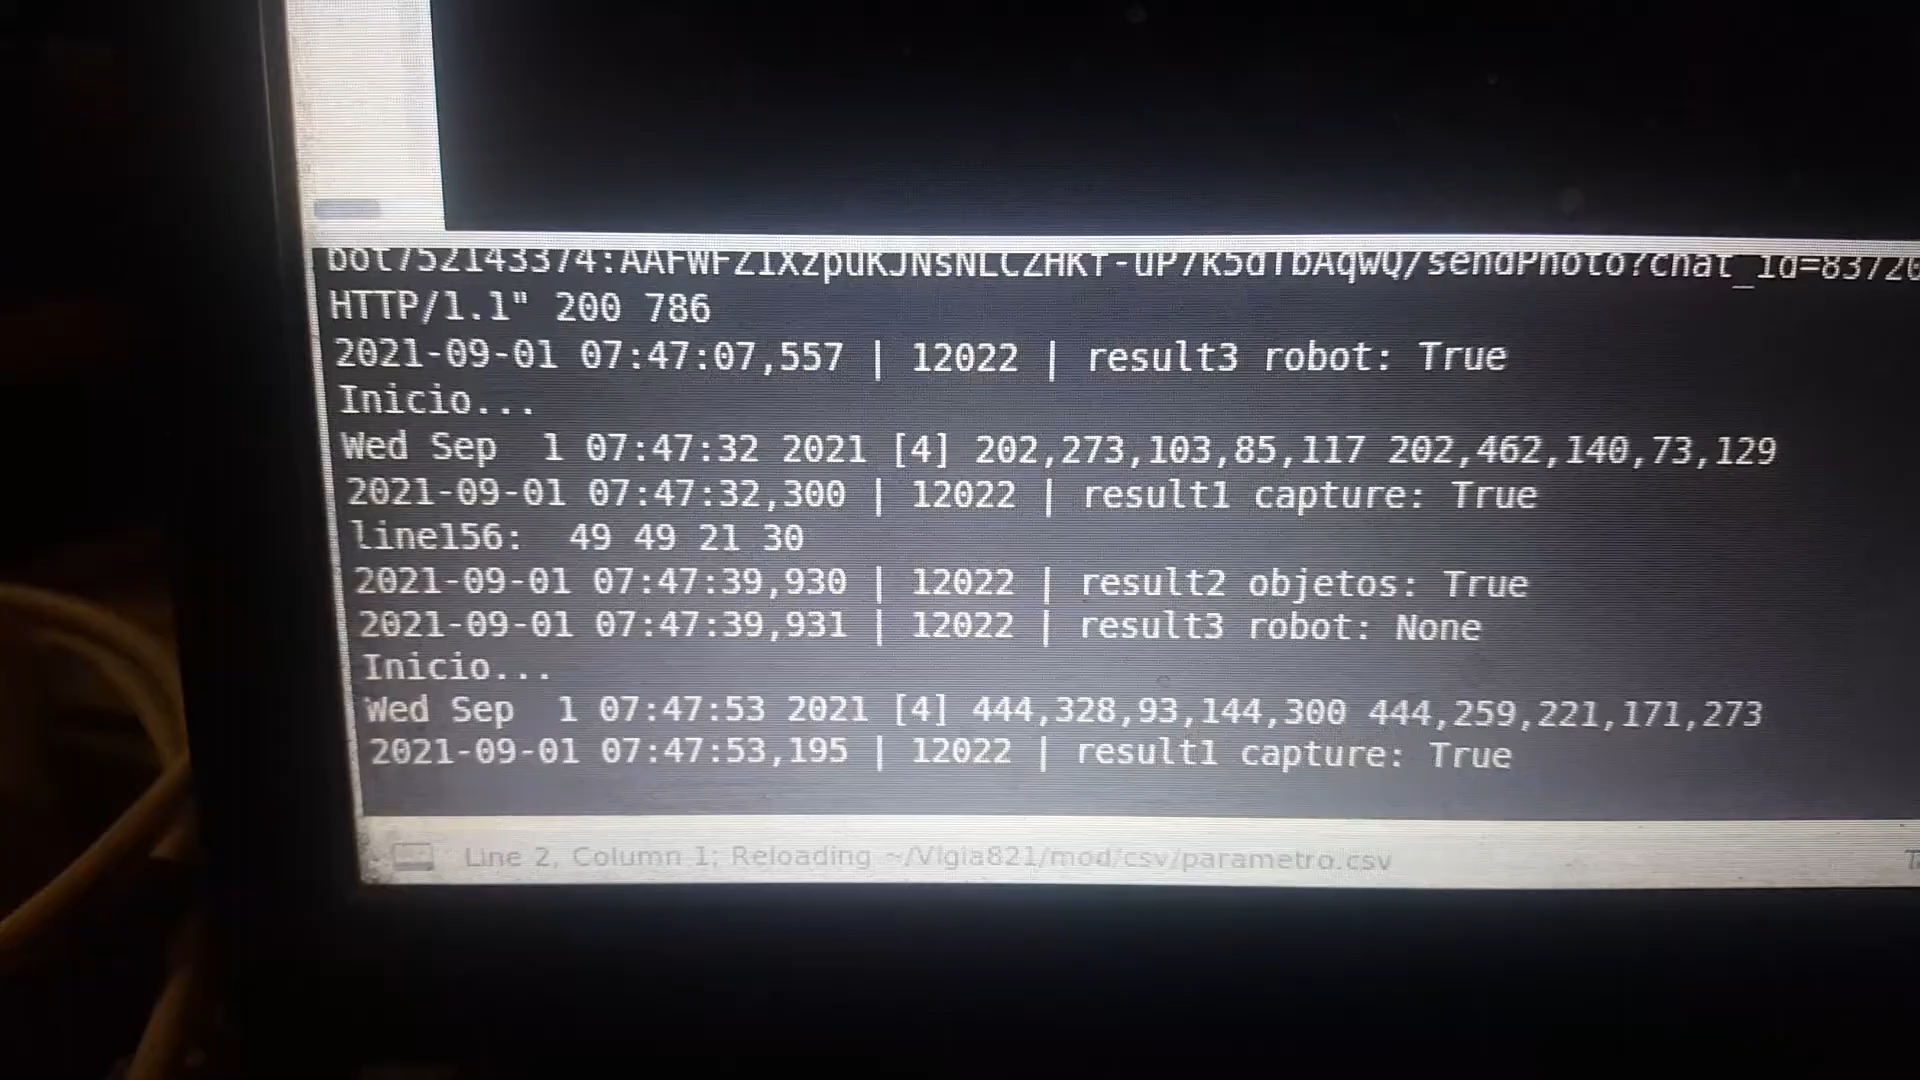 /sendPhoto?chat_id=83720
HTTP/1.1" 200 786
2021-09-01 07:47:07,557 | 12022 | result3 robot: True
Inicio...
Wed Sep  1 07:47:32 2021 [4] 202,273,103,85,117 202,462,140,73,129
2021-09-01 07:47:32,300 | 12022 | result1 capture: True
line156:  49 49 21 30
2021-09-01 07:47:39,930 | 12022 | result2 objetos: True
2021-09-01 07:47:39,931 | 12022 | result3 robot: None
Inicio...
Wed Sep  1 07:47:53 2021 [4] 444,328,93,144,300 444,259,221,171,273
2021-09-01 07:47:53,195 | 12022 | result1 capture: True
Line 2, Column 1; Reloading ~/Vigia821/mod/csv/parametro.csv